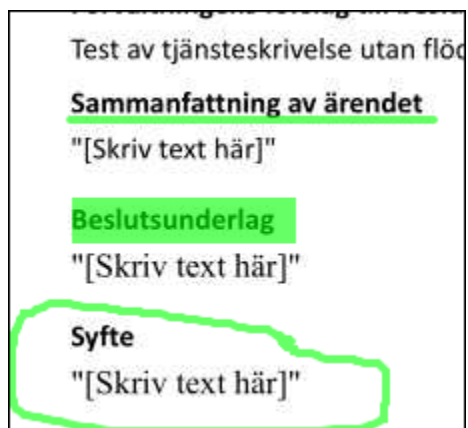 Test av tjänsteskrivelse utan
Sammanfattning av ärendet
"[Skriv text här]"
Beslutsunderlag
"[Skriv text här]"
Syfte
"[Skriv text här]"